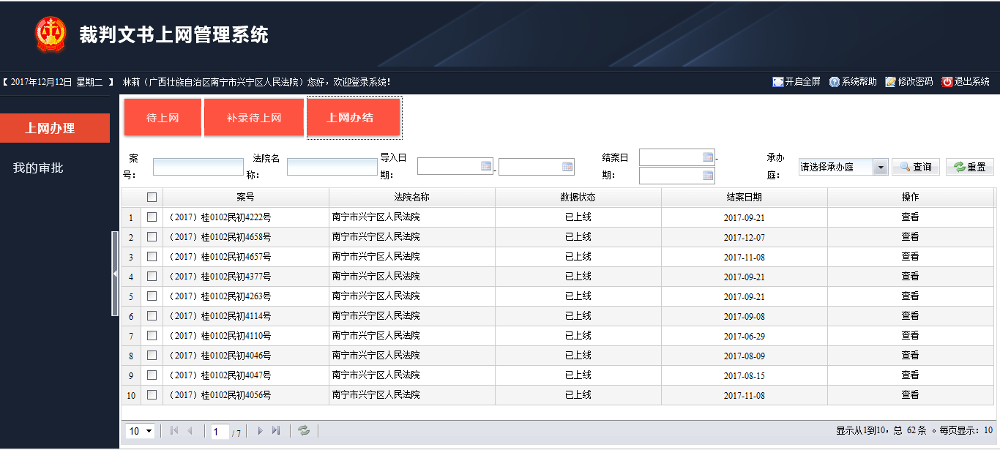 裁判文书上网管理系统
【 2017年12月12日 星期二 】 林莉（广西壮族自治区南宁市兴宁区人民法院）您好，欢迎登录系统! 开启全屏 系统帮助 修改密码 退出系统
上网办理
我的审批
待上网 补录待上网 上网办结
案号： 法院名称： 导入日期： - 结案日期： - 承办庭： 请选择承办庭 查询 重置
案号 法院名称 数据状态 结案日期 操作
1 （2017）桂0102民初4222号 南宁市兴宁区人民法院 已上线 2017-09-21 查看
2 （2017）桂0102民初4658号 南宁市兴宁区人民法院 已上线 2017-12-07 查看
3 （2017）桂0102民初4657号 南宁市兴宁区人民法院 已上线 2017-11-08 查看
4 （2017）桂0102民初4377号 南宁市兴宁区人民法院 已上线 2017-09-21 查看
5 （2017）桂0102民初4263号 南宁市兴宁区人民法院 已上线 2017-09-21 查看
6 （2017）桂0102民初4114号 南宁市兴宁区人民法院 已上线 2017-09-08 查看
7 （2017）桂0102民初4110号 南宁市兴宁区人民法院 已上线 2017-06-29 查看
8 （2017）桂0102民初4046号 南宁市兴宁区人民法院 已上线 2017-08-09 查看
9 （2017）桂0102民初4047号 南宁市兴宁区人民法院 已上线 2017-08-15 查看
10 （2017）桂0102民初4056号 南宁市兴宁区人民法院 已上线 2017-11-08 查看
10 1 / 7 显示从1到10，总 62 条 。每页显示：10